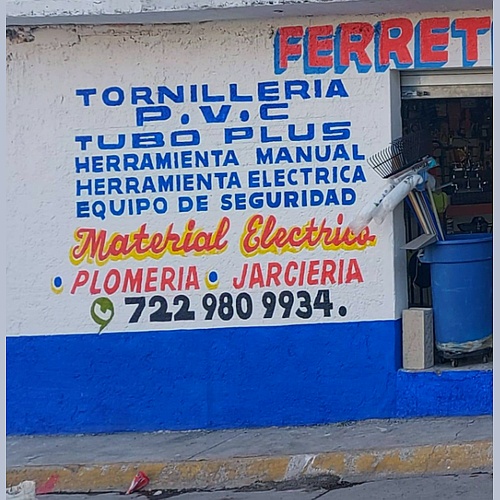 FERRET
TORNILLERIA
P.V.C
TUBO PLUS
HERRAMIENTA MANUAL
HERRAMIENTA ELECTRICA
EQUIPO DE SEGURIDAD
Material Electrico.
• PLOMERIA • JARCIERIA
722 980 9934.